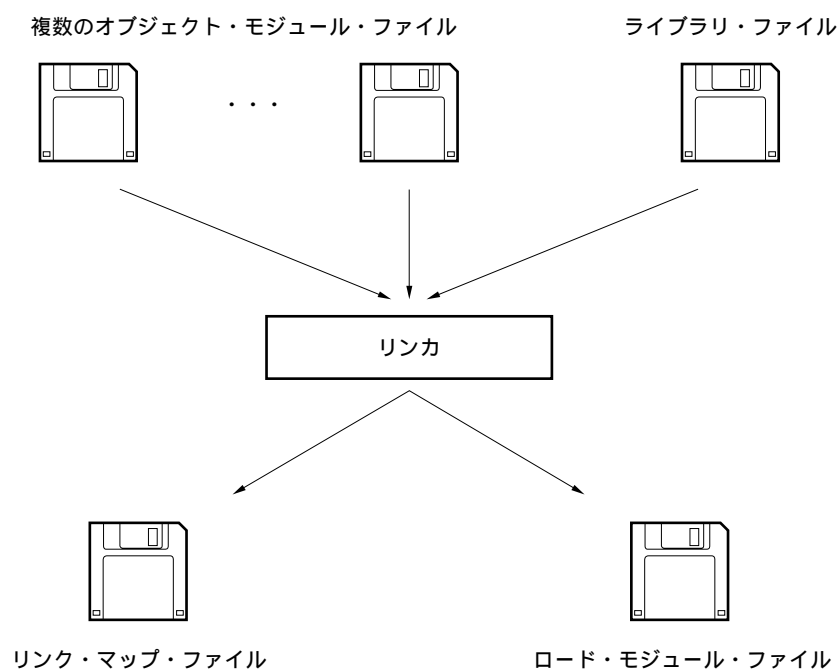 複数のオブジェクト・モジュール・ファイル
ライブラリ・ファイル
・・・
リンカ
リンク・マップ・ファイル
ロード・モジュール・ファイル